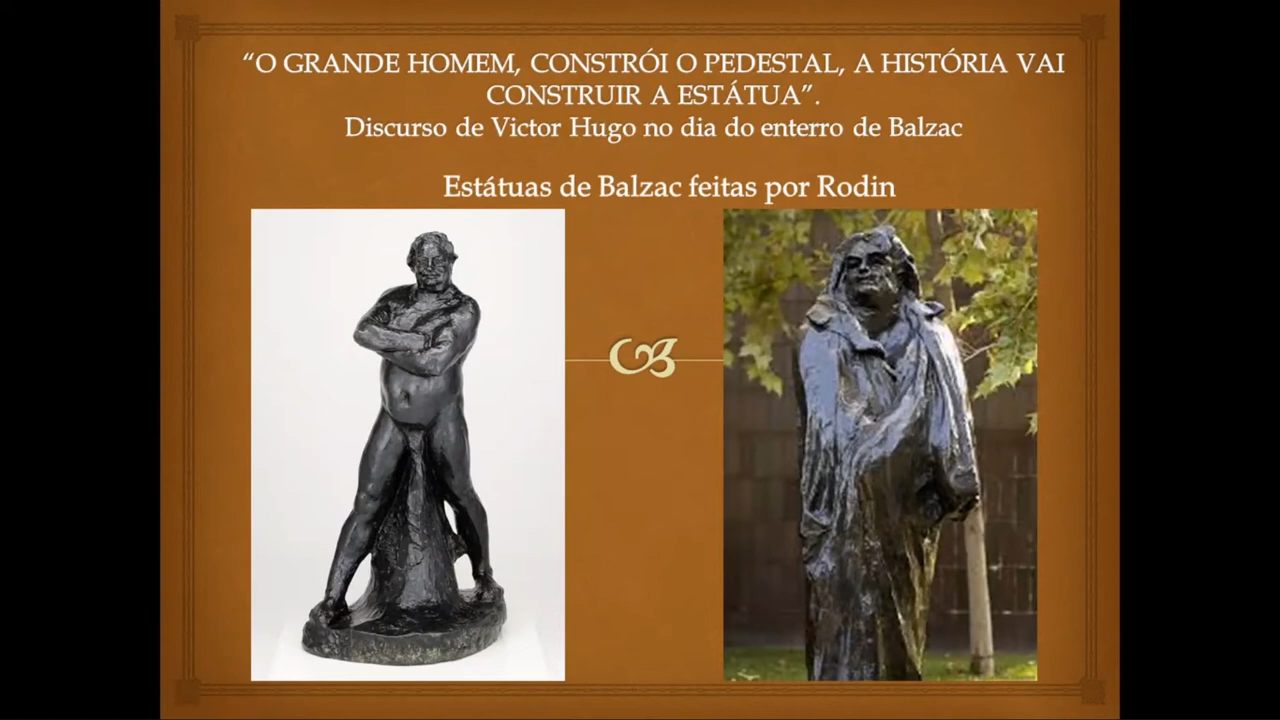 “O GRANDE HOMEM, CONSTRÓI O PEDESTAL, A HISTÓRIA VAI
CONSTRUIR A ESTÁTUA”.
Discurso de Victor Hugo no dia do enterro de Balzac
Estátuas de Balzac feitas por Rodin